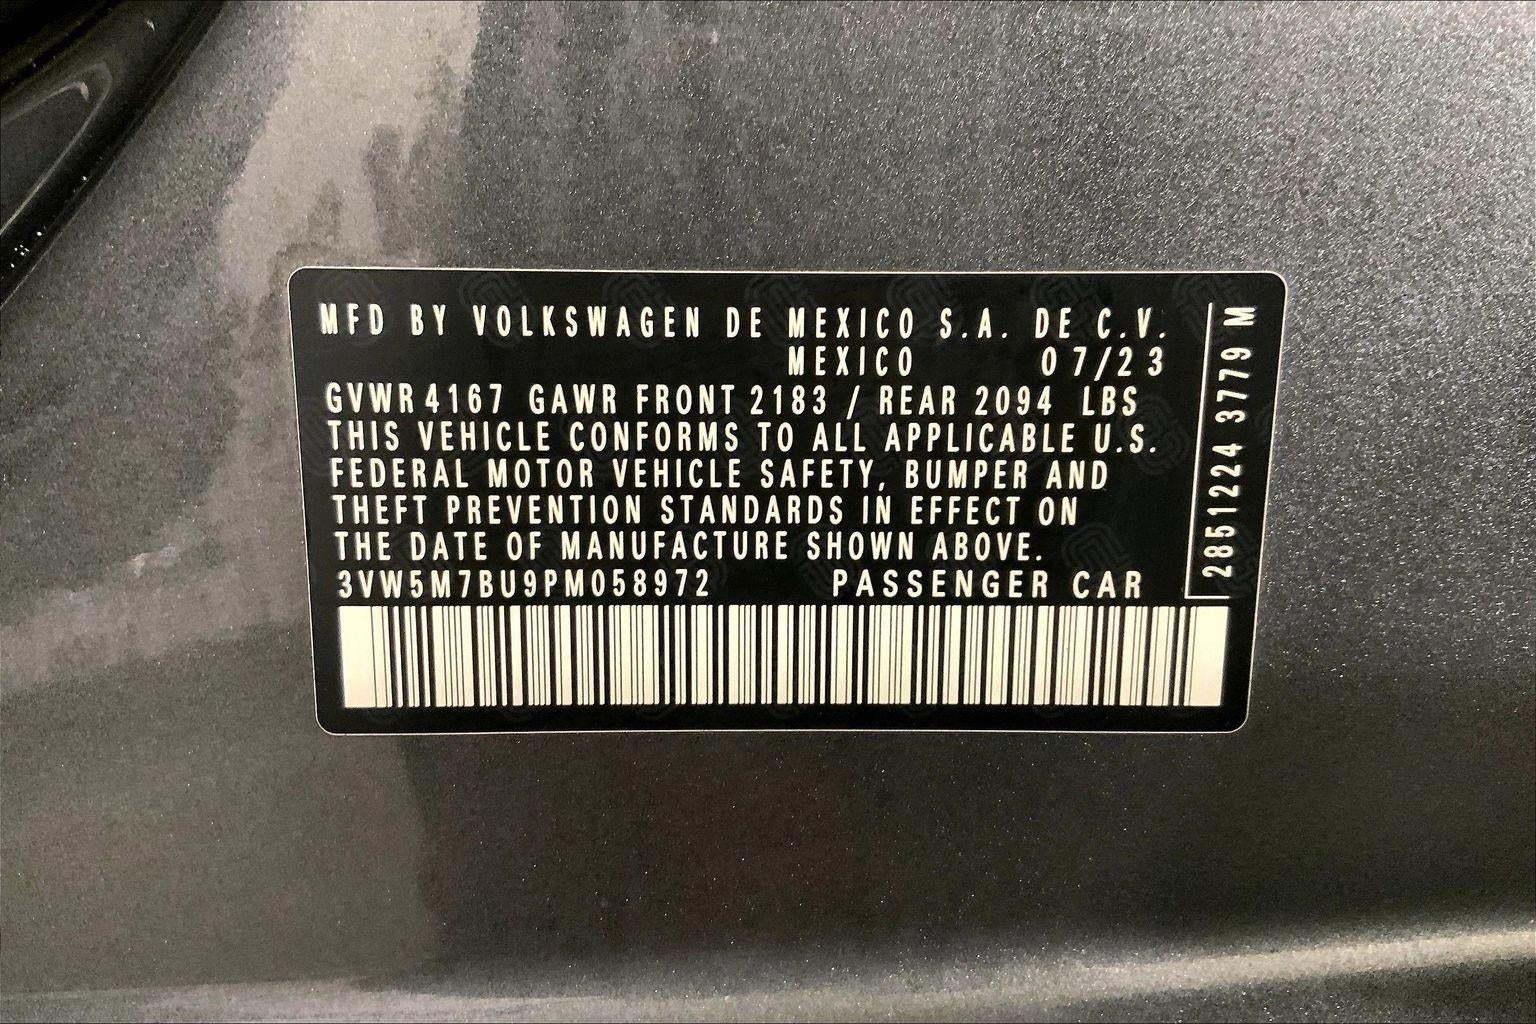 MFD BY VOLKSWAGEN DE MEXICO S.A. DE C.V.
MEXICO 07/23
GVWR 4167 GAWR FRONT 2183 / REAR 2094 LBS
THIS VEHICLE CONFORMS TO ALL APPLICABLE U.S.
FEDERAL MOTOR VEHICLE SAFETY, BUMPER AND
THEFT PREVENTION STANDARDS IN EFFECT ON
THE DATE OF MANUFACTURE SHOWN ABOVE.
3VW5M7BU9PM058972 PASSENGER CAR
2851224 3779 M